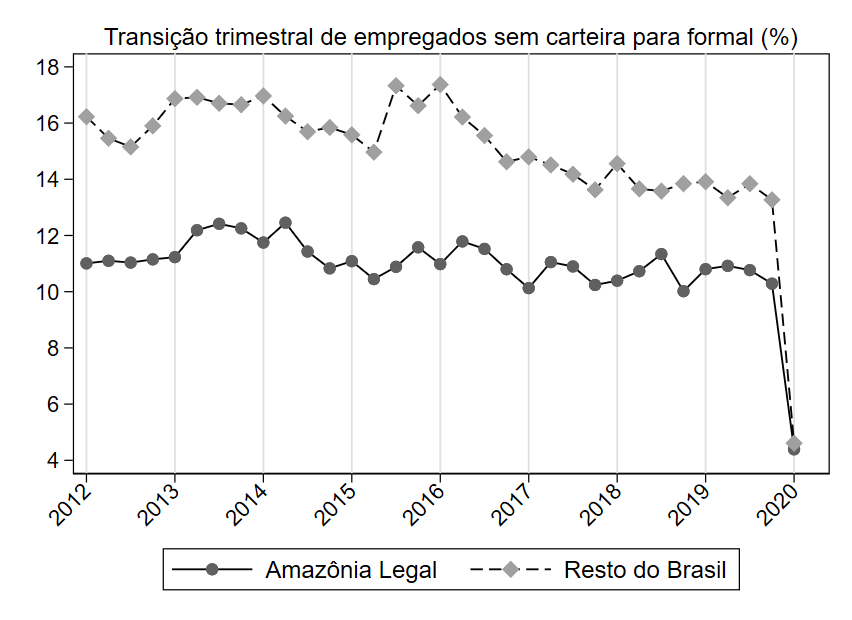 Transição trimestral de empregados sem carteira para formal (%)
18
16
14
12
10
8
6
4
2012 2013 2014 2015 2016 2017 2018 2019 2020
Amazônia Legal Resto do Brasil